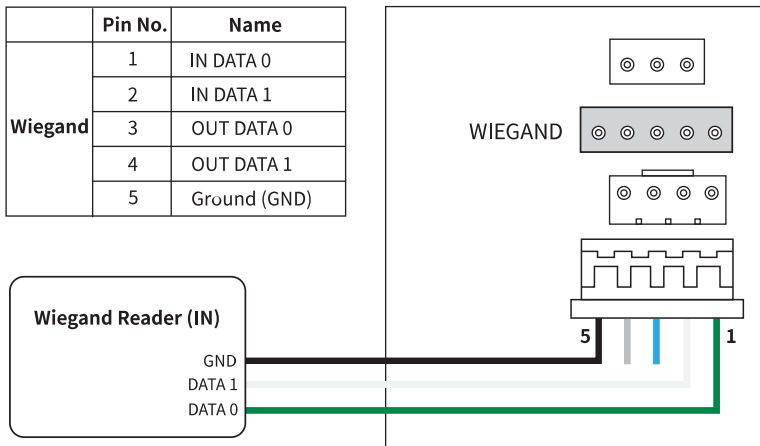 Pin No. Name
Wiegand
1 IN DATA 0
2 IN DATA 1
3 OUT DATA 0
4 OUT DATA 1
5 Ground (GND)
WIEGAND
5 1
Wiegand Reader (IN)
GND
DATA 1
DATA 0